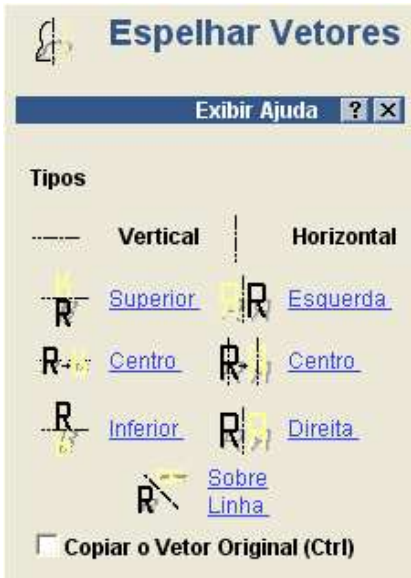 Espelhar Vetores
Exibir Ajuda ? ×
Tipos
Vertical Horizontal
Superior Esquerda
Centro Centro
Inferior Direita
Sobre
Linha
Copiar o Vetor Original (Ctrl)